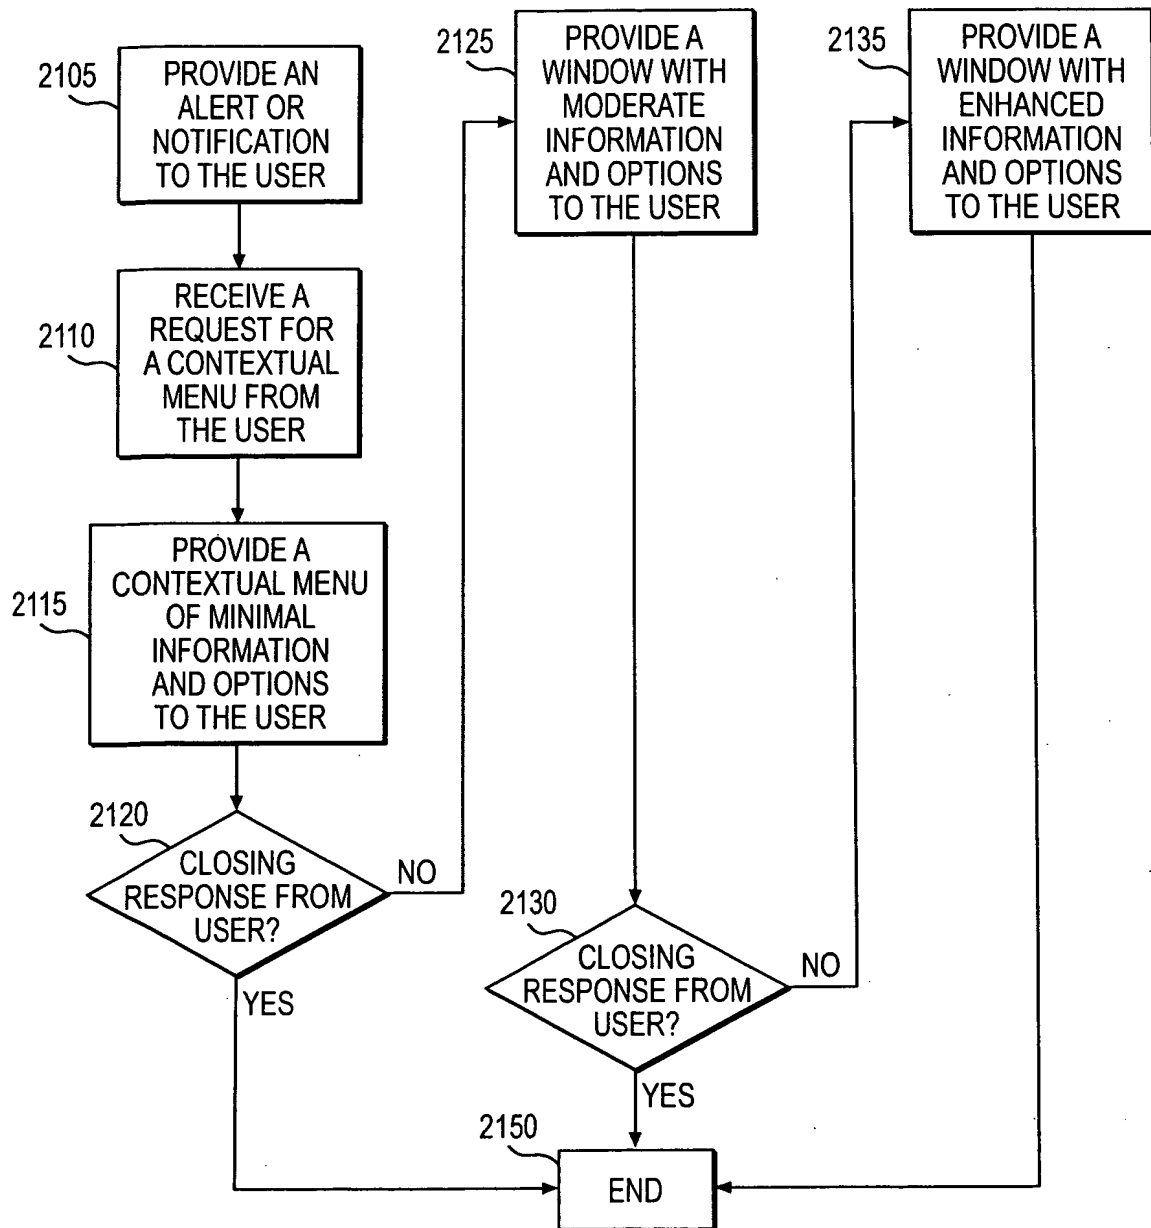 2105
PROVIDE AN
ALERT OR
NOTIFICATION
TO THE USER
2110
RECEIVE A
REQUEST FOR
A CONTEXTUAL
MENU FROM
THE USER
2115
PROVIDE A
CONTEXTUAL MENU
OF MINIMAL
INFORMATION
AND OPTIONS
TO THE USER
2120
CLOSING
RESPONSE FROM
USER?
NO
YES
2125
PROVIDE A
WINDOW WITH
MODERATE
INFORMATION
AND OPTIONS
TO THE USER
2130
CLOSING
RESPONSE FROM
USER?
NO
YES
2135
PROVIDE A
WINDOW WITH
ENHANCED
INFORMATION
AND OPTIONS
TO THE USER
2150
END